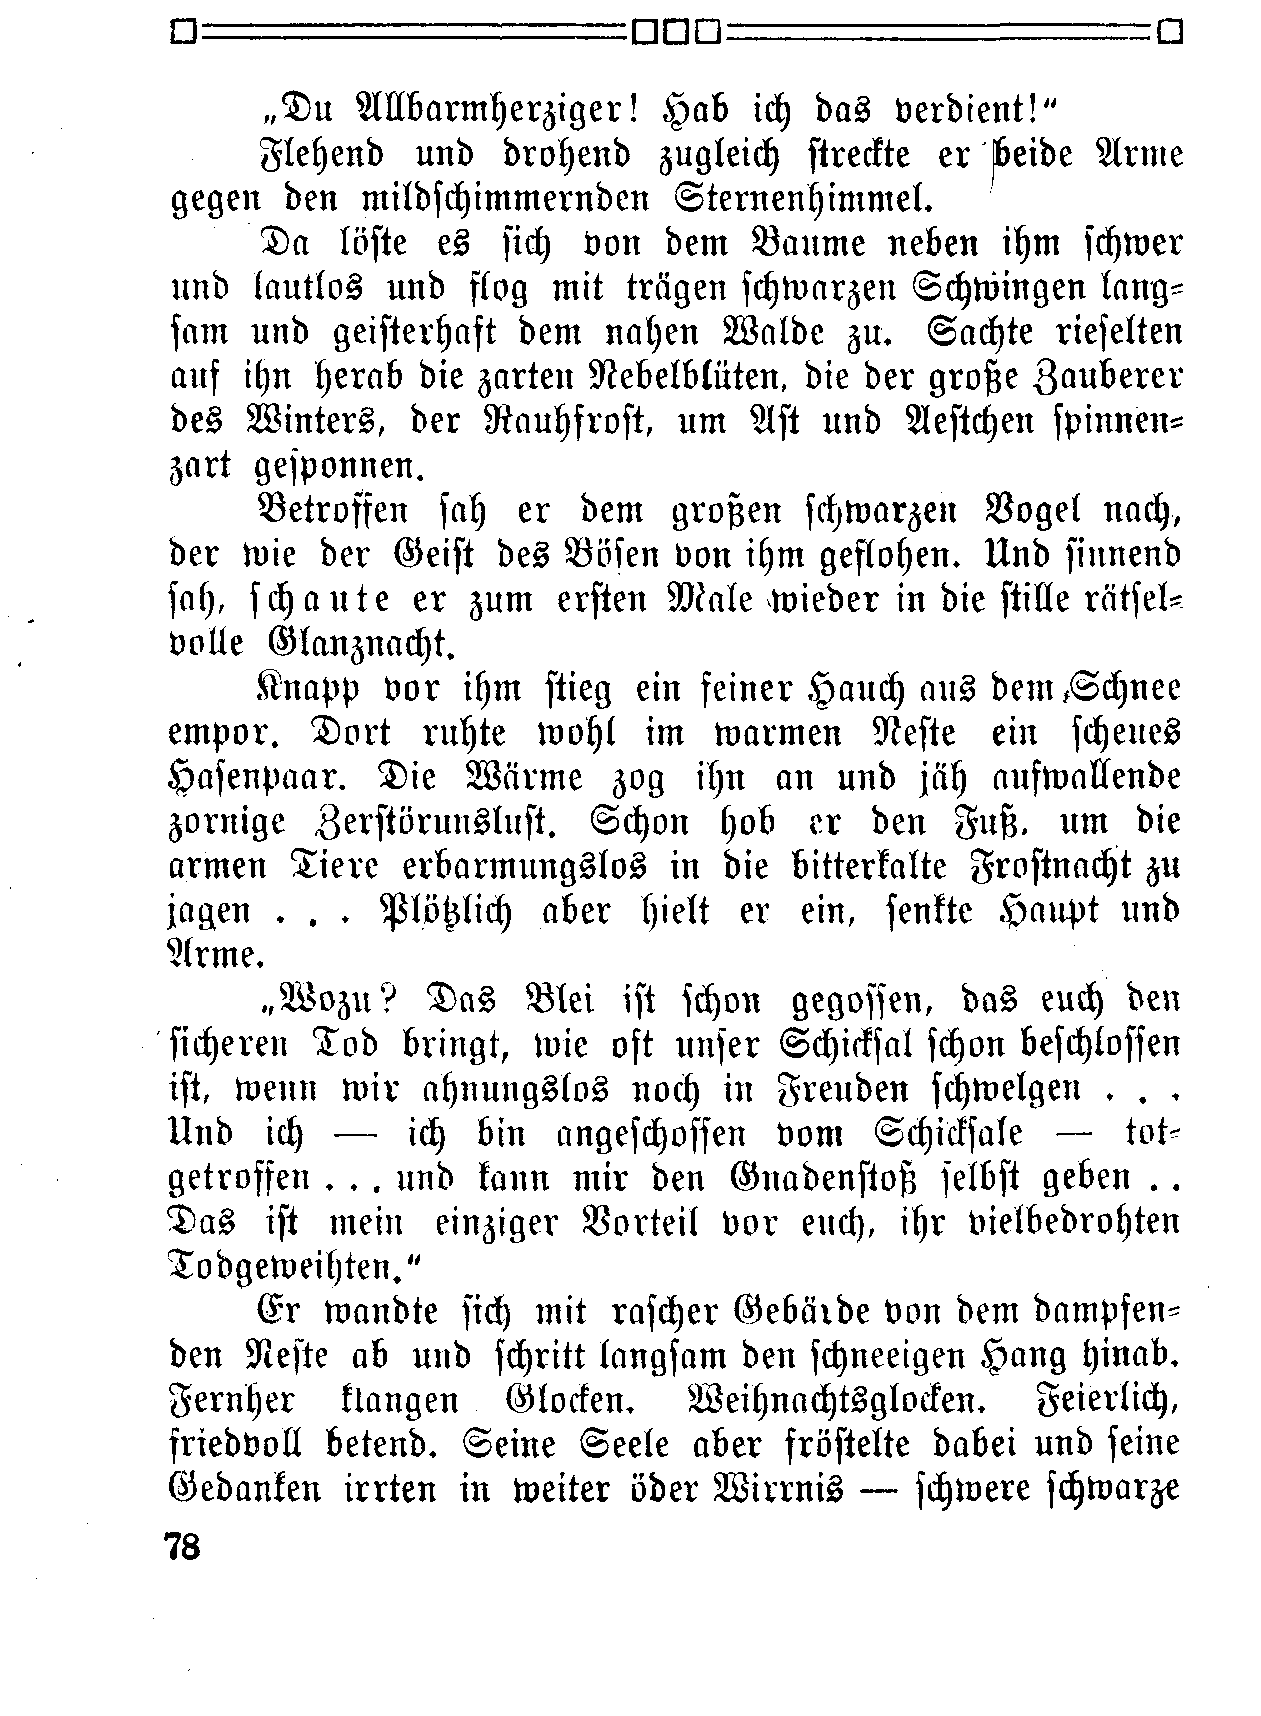 „Du Allbarmherziger! Hab ich das verdient!“
Flehend und drohend zugleich streckte er beide Arme
gegen den mildschimmernden Sternenhimmel.
Da löste es sich von dem Baume neben ihm schwer
und lautlos und flog mit trägen schwarzen Schwingen lang-
sam und geisterhaft dem nahen Walde zu. Sachte rieselten
auf ihn herab die zarten Nebelblüten, die der große Zauberer
des Winters, der Rauhfrost, um Ast und Aestchen spinnen-
zart gesponnen.
Betroffen sah er dem großen schwarzen Vogel nach,
der wie der Geist des Bösen von ihm geflohen. Und sinnend
sah, schaute er zum ersten Male wieder in die stille rätsel-
volle Glanznacht.
Knapp vor ihm stieg ein feiner Hauch aus dem Schnee
empor. Dort ruhte wohl im warmen Neste ein scheues
Hasenpaar. Die Wärme zog ihn an und jäh aufwallende
zornige Zerstörunslust. Schon hob er den Fuß, um die
armen Tiere erbarmungslos in die bitterkalte Frostnacht zu
jagen . . . Plötzlich aber hielt er ein, senkte Haupt und
Arme.
„Wozu? Das Blei ist schon gegossen, das euch den
sicheren Tod bringt, wie oft unser Schicksal schon beschlossen
ist, wenn wir ahnungslos noch in Freuden schwelgen . . .
Und ich — ich bin angeschossen vom Schicksale — tot-
getroffen . . . und kann mir den Gnadenstoß selbst geben . .
Das ist mein einziger Vorteil vor euch, ihr vielbedrohten
Todgeweihten.“
Er wandte sich mit rascher Gebärde von dem dampfen-
den Neste ab und schritt langsam den schneeigen Hang hinab.
Fernher klangen Glocken. Weihnachtsglocken. Feierlich,
friedvoll betend. Seine Seele aber fröstelte dabei und seine
Gedanken irrten in weiter öder Wirrnis — schwere schwarze
78